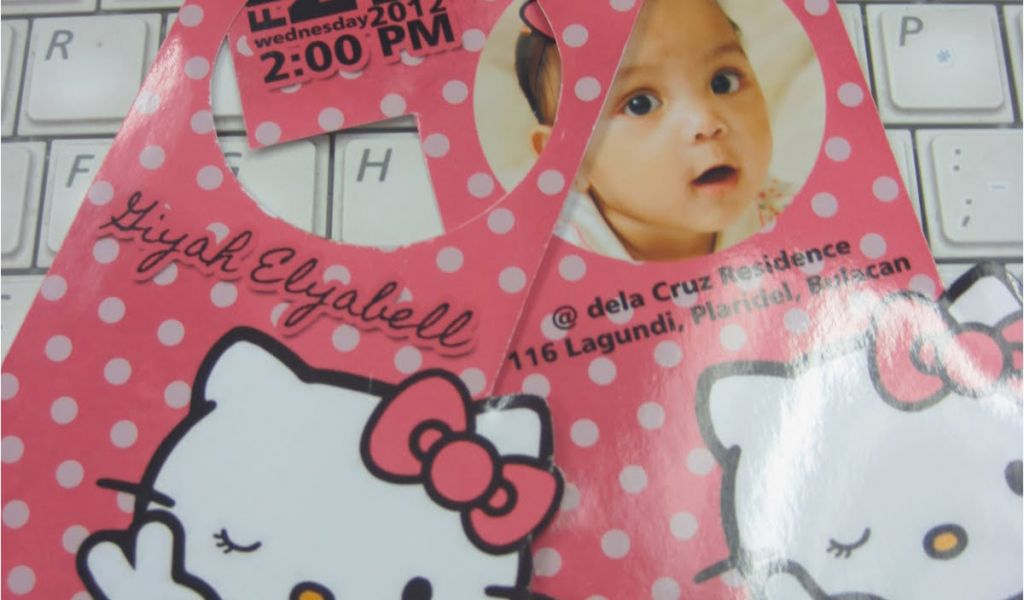 wednesday 2012
2:00 PM
Giyah Elyabell
@ dela Cruz Residence
116 Lagundi, Plaridel, Bulacan
R
P
F
G
H
:
;